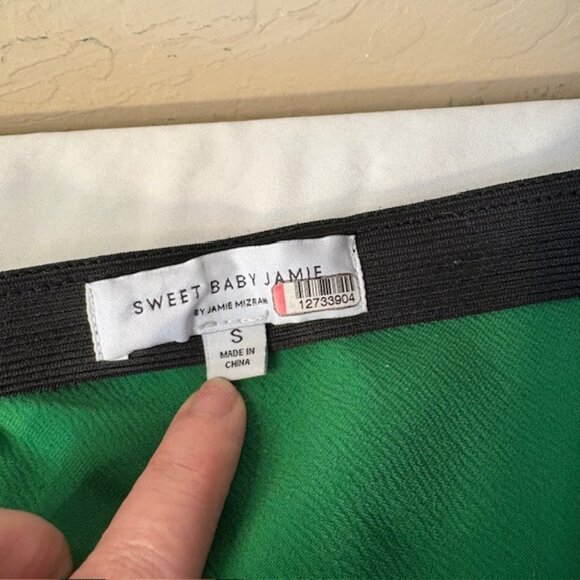 SWEET BABY JAMIE
BY JAMIE MIZRAHI
12733904
S
MADE IN
CHINA